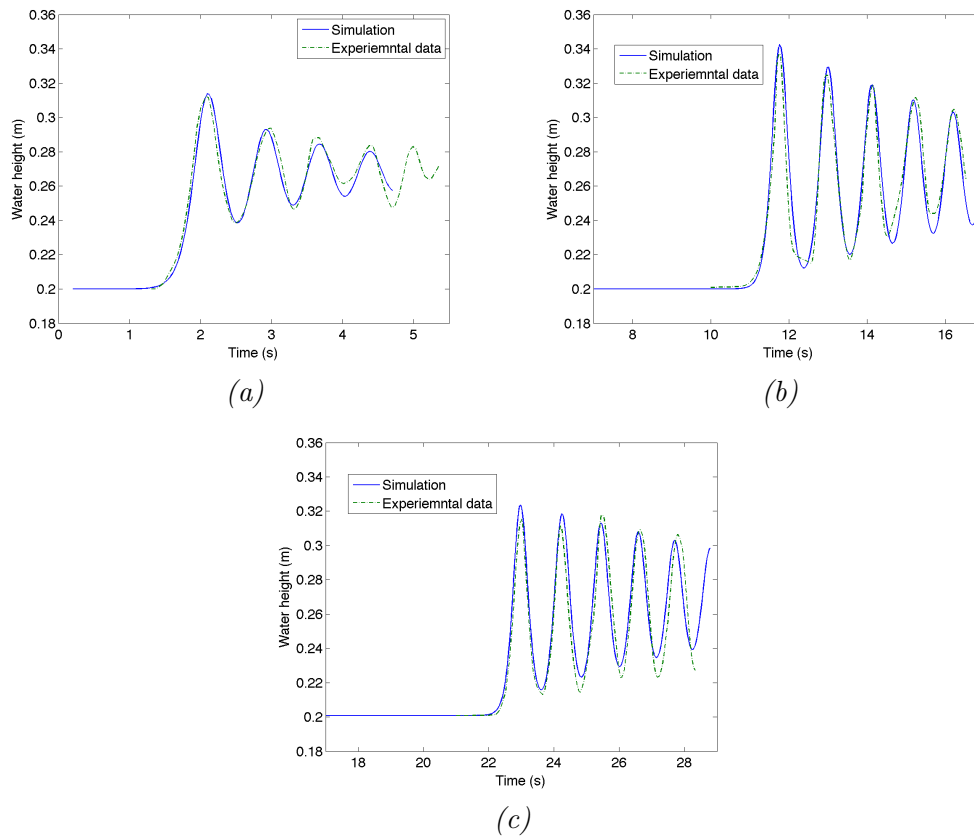 0.36
0.34
0.32
0.3
0.28
0.26
0.24
0.22
0.2
0.18
Water height (m)
Simulation
Experiemntal data
0 1 2 3 4 5
Time (s)
(a)
0.36
0.34
0.32
0.3
0.28
0.26
0.24
0.22
0.2
0.18
Water height (m)
Simulation
Experiemntal data
8 10 12 14 16
Time (s)
(b)
0.36
0.34
0.32
0.3
0.28
0.26
0.24
0.22
0.2
0.18
Water height (m)
Simulation
Experiemntal data
18 20 22 24 26 28
Time (s)
(c)